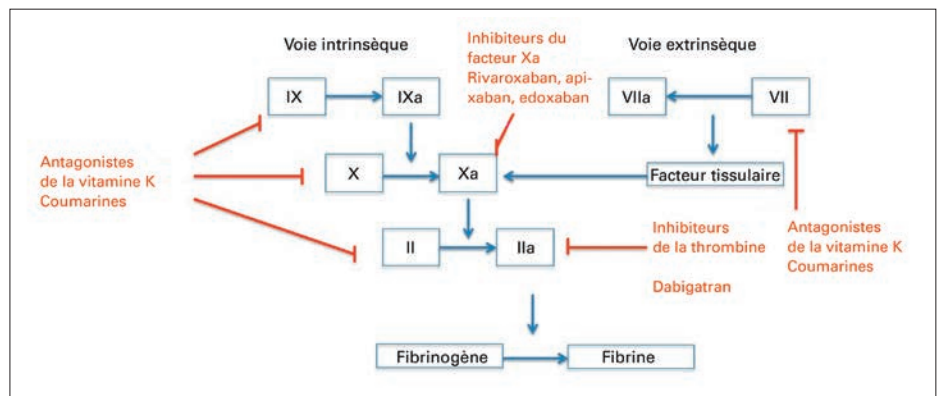 Voie intrinsèque
Inhibiteurs du
facteur Xa
Rivaroxaban, api-
xaban, edoxaban
Voie extrinsèque
IX
IXa
VIIa
VII
Antagonistes
de la vitamine K
Coumarines
X
Xa
Facteur tissulaire
II
IIa
Inhibiteurs
de la thrombine
Dabigatran
Antagonistes
de la vitamine K
Coumarines
Fibrinogène
Fibrine